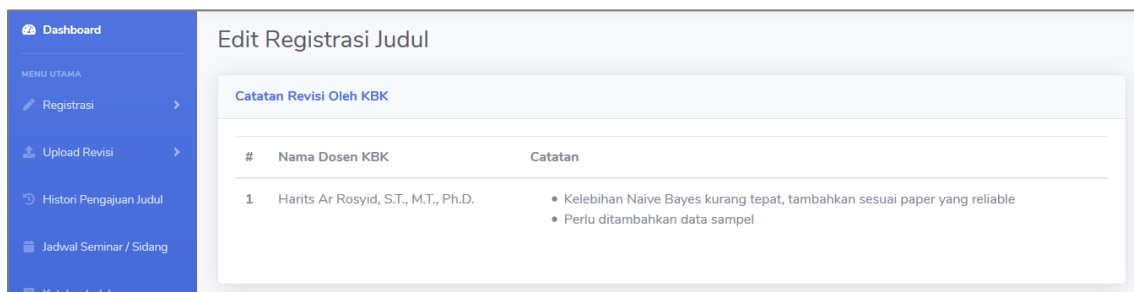 Dashboard
MENU UTAMA
Registrasi
Upload Revisi
Histori Pengajuan Judul
Jadwal Seminar / Sidang
Edit Registrasi Judul
Catatan Revisi Oleh KBK
# Nama Dosen KBK Catatan
1 Harits Ar Rosyid, S.T., M.T., Ph.D. • Kelebihan Naive Bayes kurang tepat, tambahkan sesuai paper yang reliable
• Perlu ditambahkan data sampel